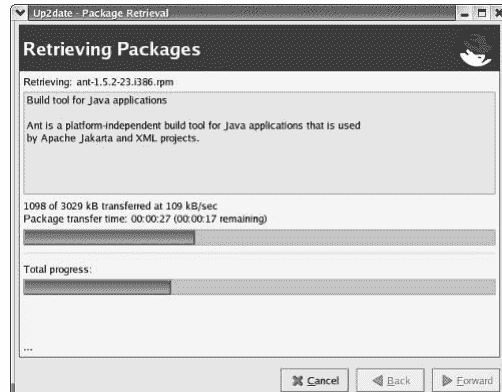 Up2date - Package Retrieval
Retrieving Packages
Retrieving: ant-1.5.2-23.i386.rpm
Build tool for Java applications
Ant is a platform-independent build tool for Java applications that is used
by Apache Jakarta and XML projects.
1098 of 3029 kB transferred at 109 kB/sec
Package transfer time: 00:00:27 (00:00:17 remaining)
Total progress:
...
Cancel
Back
Forward